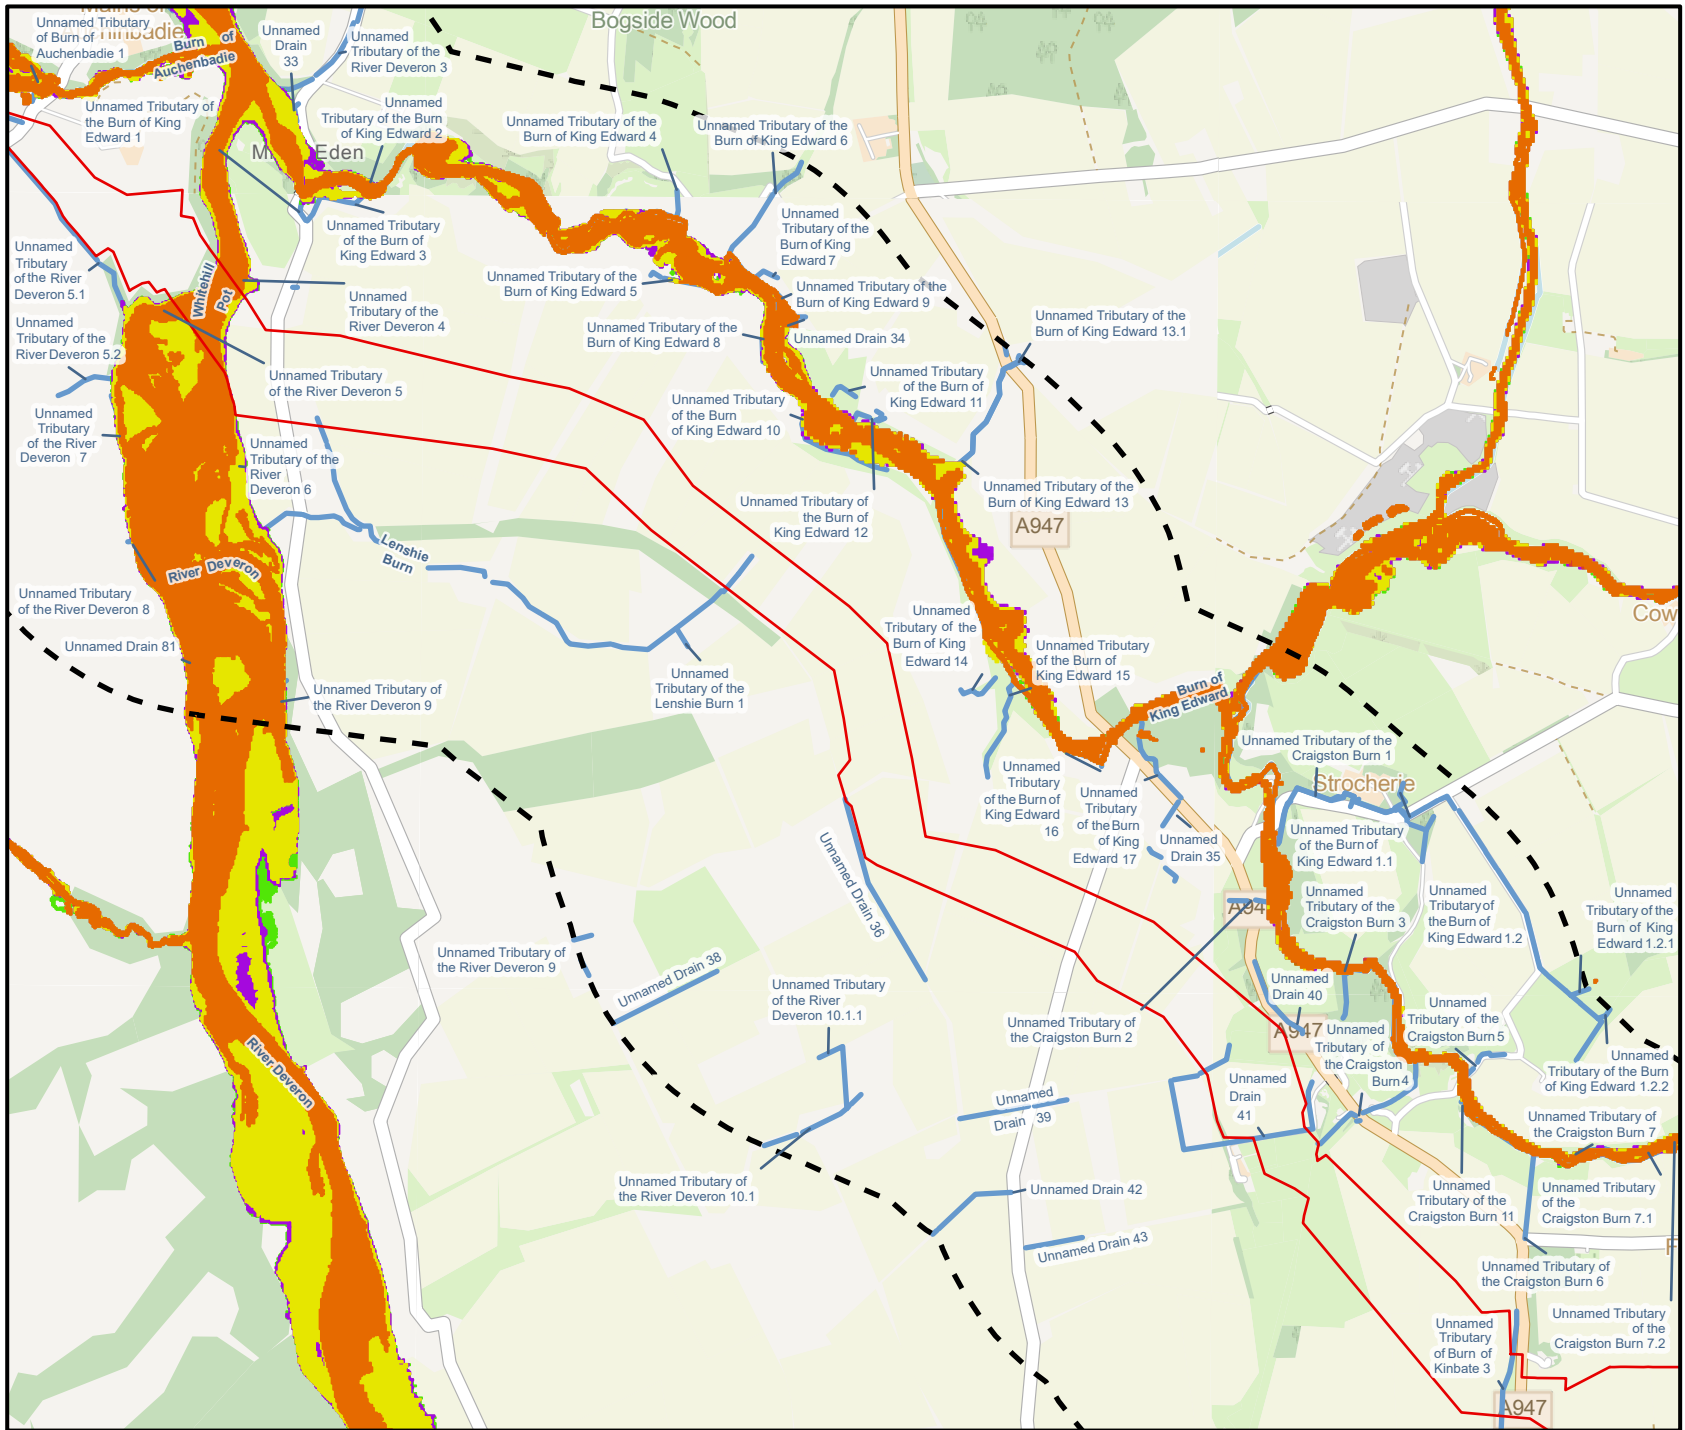 Mains of
Auchinbadie
Unnamed Tributary
of Burn of
Auchenbadie 1
Burn of
Auchenbadie
Unnamed
Drain
33
Unnamed
Tributary of the
River Deveron 3
Bogside Wood
Unnamed Tributary of
the Burn of King
Edward 1
Unnamed
Tributary of the Burn
of King Edward 2
Unnamed Tributary of the
Burn of King Edward 4
Unnamed Tributary of the
Burn of King Edward 6
Eden
Unnamed
Tributary
of the River
Deveron 5.1
Unnamed Tributary
of the Burn of
King Edward 3
Unnamed
Tributary of the
Burn of King
Edward 7
Whitehill
Pot
Unnamed Tributary of the
Burn of King Edward 5
Unnamed Tributary of the
Burn of King Edward 9
Unnamed
Tributary of the
River Deveron 4
Unnamed
Tributary of the
River Deveron 5.2
Unnamed Tributary of the
Burn of King Edward 8
Unnamed Drain 34
Unnamed Tributary of the
Burn of King Edward 13.1
Unnamed Tributary
of the River Deveron 5
Unnamed Tributary
of the Burn of
King Edward 11
Unnamed
Tributary
of the River
Deveron 7
Unnamed Tributary
of the Burn
of King Edward 10
Unnamed
Tributary of the
River
Deveron 6
Unnamed Tributary of
the Burn of
King Edward 12
Unnamed Tributary of the
Burn of King Edward 13
A947
Lenshie
Burn
River Deveron
Unnamed Tributary
of the River Deveron 8
Unnamed Drain 81
Unnamed
Tributary of the
Burn of King
Edward 14
Cow
Unnamed Tributary
of the Burn of
King Edward 15
Unnamed
Tributary of the
Lenshie Burn 1
Unnamed Tributary of
the River Deveron 9
Burn of
King Edward
Unnamed Tributary of the
Craigston Burn 1
Strocherie
Unnamed
Tributary
of the Burn of
King Edward
16
Unnamed
Tributary
of the Burn
of King
Edward 17
Unnamed
Drain 35
Unnamed Tributary
of the Burn of
King Edward 1.1
Unnamed Drain 36
A94
Unnamed
Tributary of the
Craigston Burn 3
Unnamed
Tributary of
the Burn of
King Edward 1.2
Unnamed
Tributary of the
Burn of King
Edward 1.2.1
Unnamed Tributary of
the River Deveron 9
Unnamed Drain 38
Unnamed Tributary
of the River
Deveron 10.1.1
Unnamed
Drain 40
Unnamed Tributary of
the Craigston Burn 2
A947
Unnamed
Tributary of
the Craigston
Burn 4
Unnamed
Tributary of the
Craigston Burn 5
Unnamed
Tributary of the Burn
of King Edward 1.2.2
River Deveron
Unnamed
Drain 39
Unnamed
Drain
41
Unnamed Tributary of
the Craigston Burn 7
Unnamed Tributary of
the River Deveron 10.1
Unnamed Drain 42
Unnamed
Tributary of the
Craigston Burn 11
Unnamed Tributary
of the
Craigston Burn 7.1
Unnamed Drain 43
F
Unnamed Tributary of
the Craigston Burn 6
Unnamed
Tributary
of Burn of
Kinbate 3
Unnamed Tributary
of the
Craigston Burn 7.2
A947